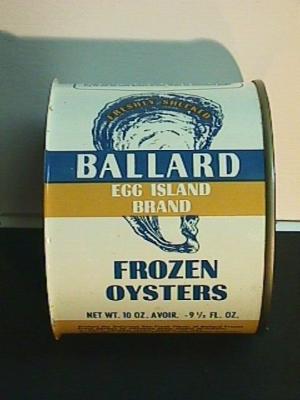 FRESHLY SHUCKED
BALLARD
EGG ISLAND
BRAND
FROZEN
OYSTERS
NET WT. 10 OZ. AVOIR. - 9 1/2 FL. OZ.